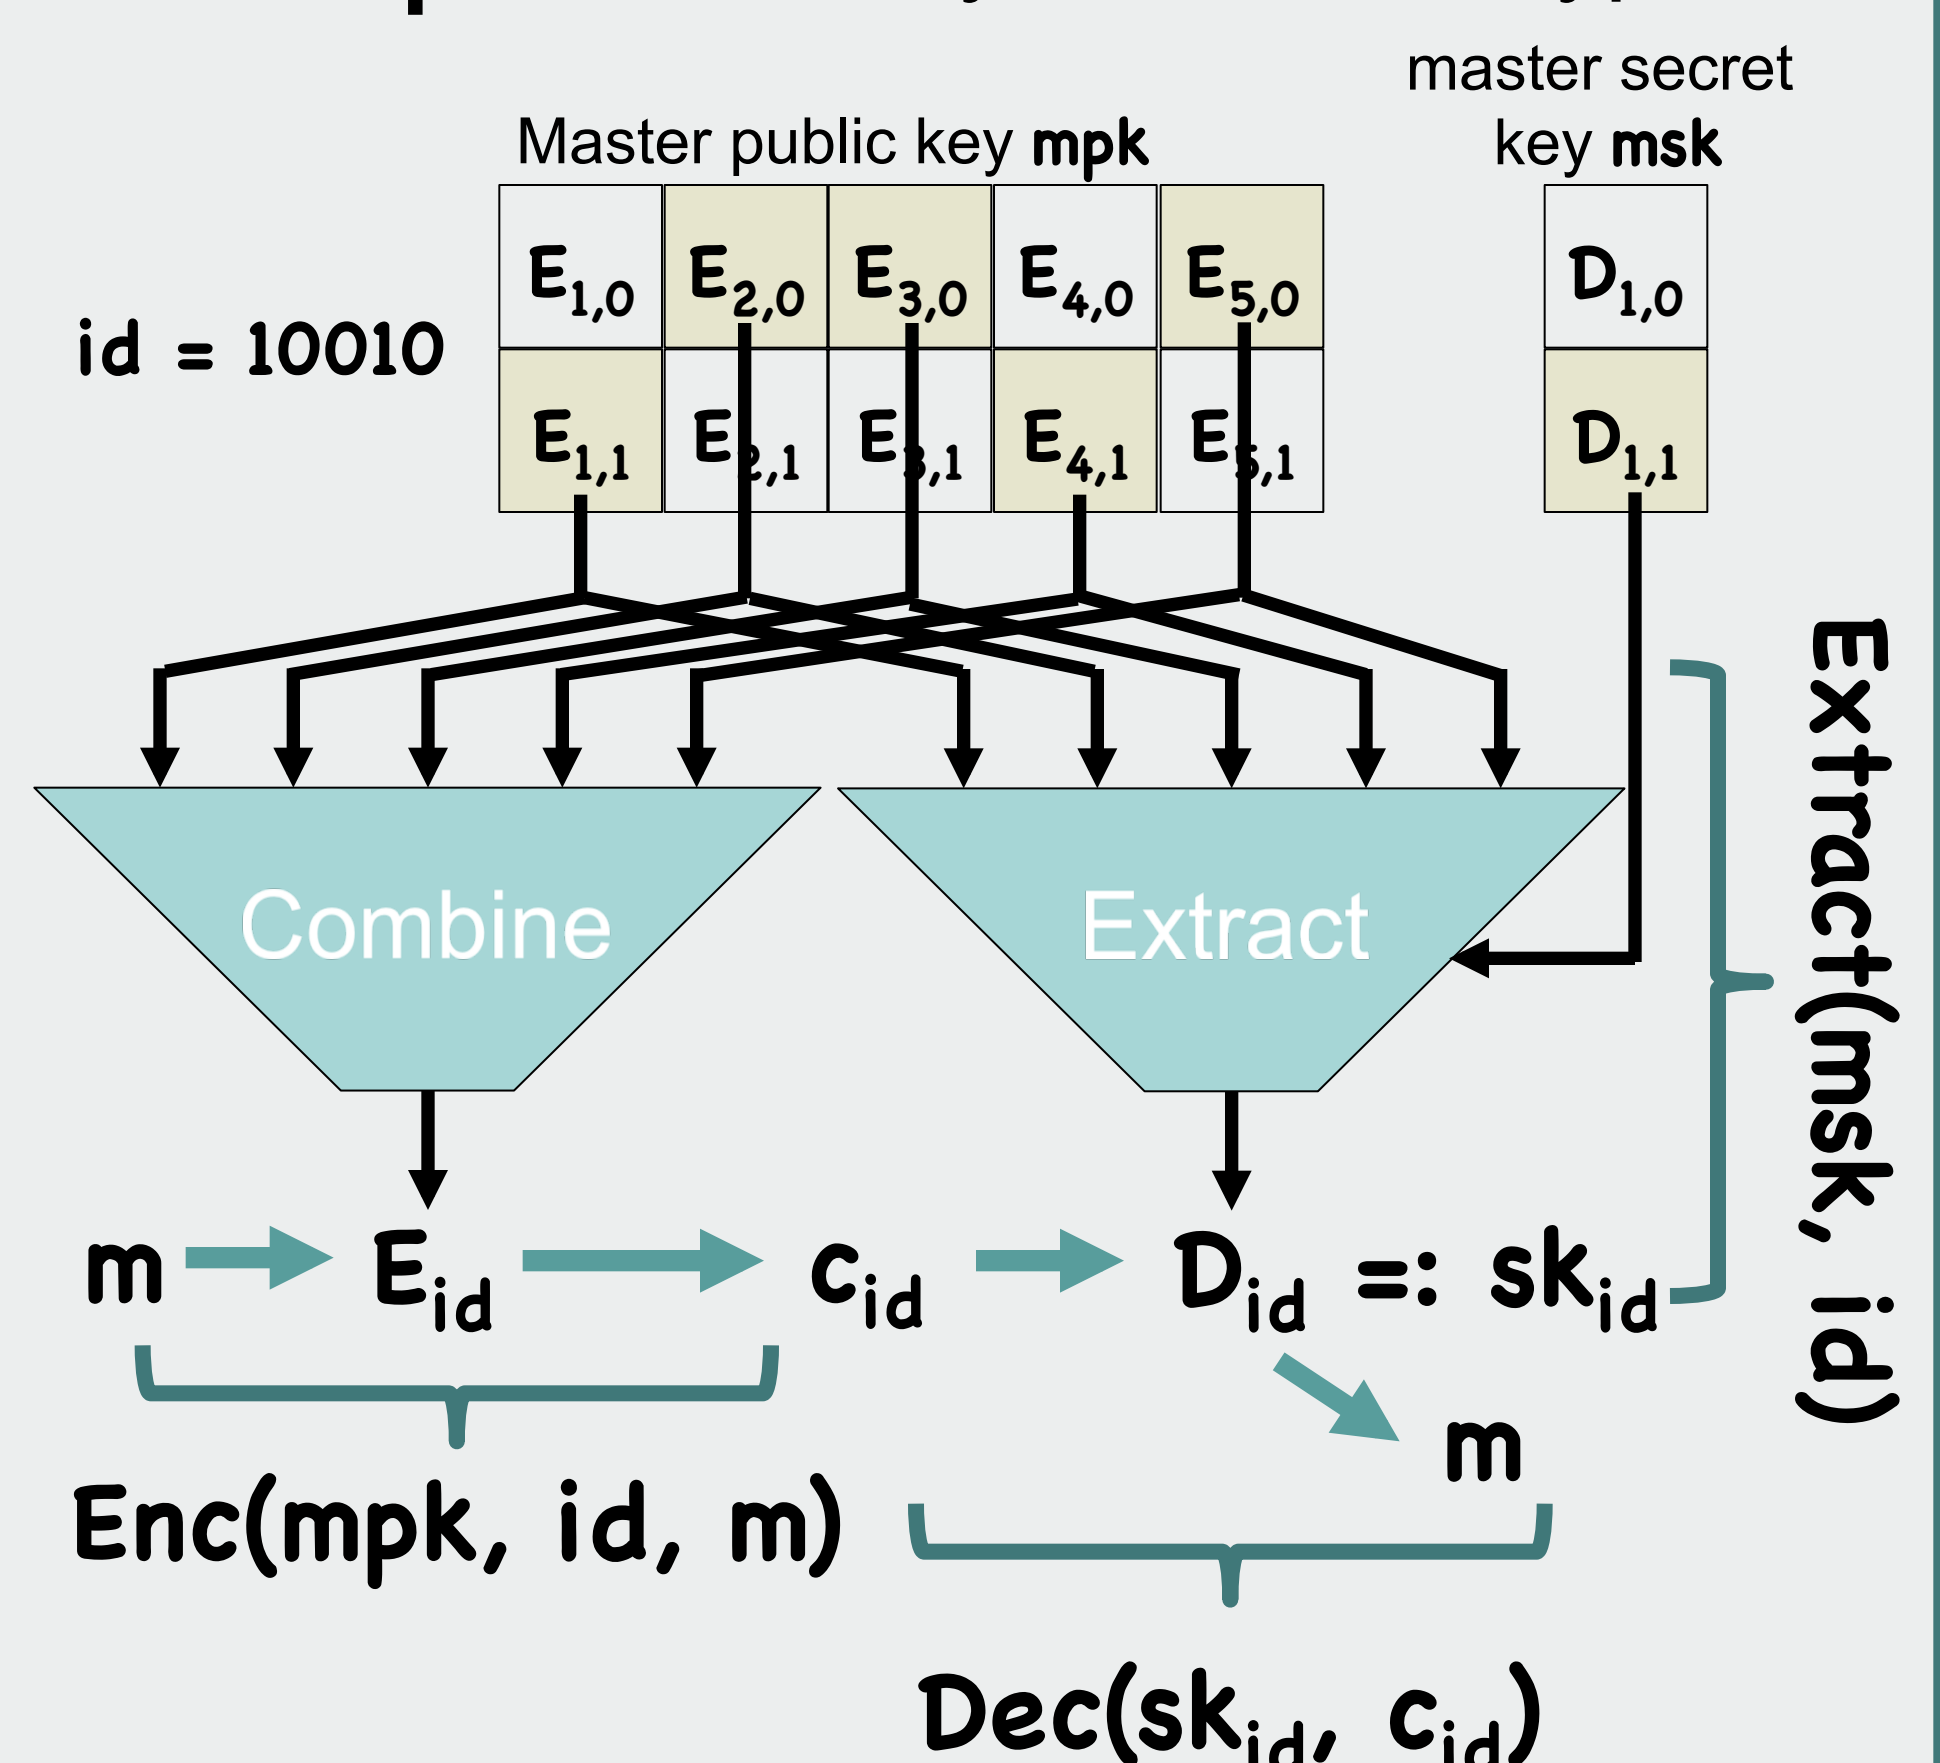 master secret
Master public key mpk
key msk
E1,0 E2,0 E3,0 E4,0 E5,0 D1,0
id = 10010
E1,1 E2,1 E3,1 E4,1 E5,1 D1,1
Combine
Extract
Extract(msk, id)
m Eid cid Did =: skid
m
Enc(mpk, id, m)
Dec(skid, cid)